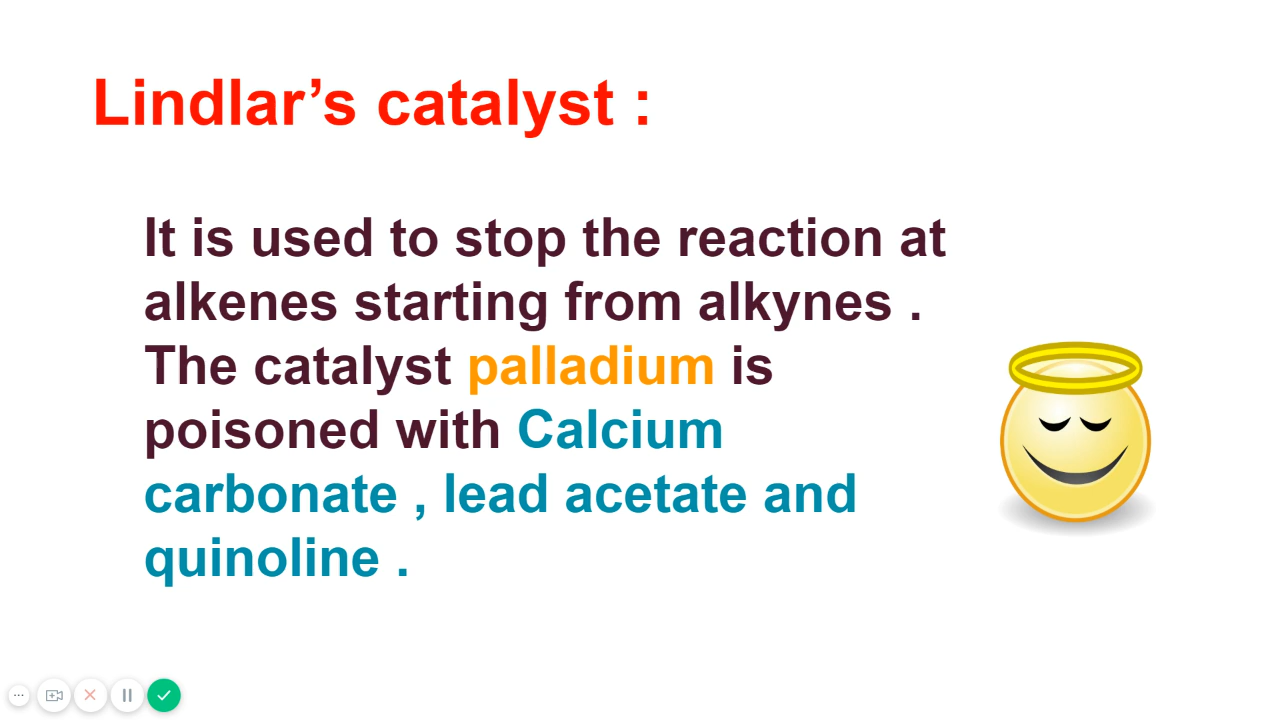 Lindlar’s catalyst :
It is used to stop the reaction at
alkenes starting from alkynes .
The catalyst palladium is
poisoned with Calcium
carbonate , lead acetate and
quinoline .